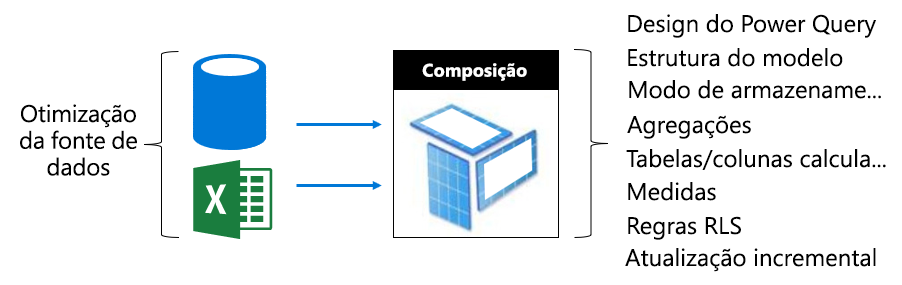 Otimização
da fonte de
dados
X
Composição
Design do Power Query
Estrutura do modelo
Modo de armazename...
Agregações
Tabelas/colunas calcula...
Medidas
Regras RLS
Atualização incremental